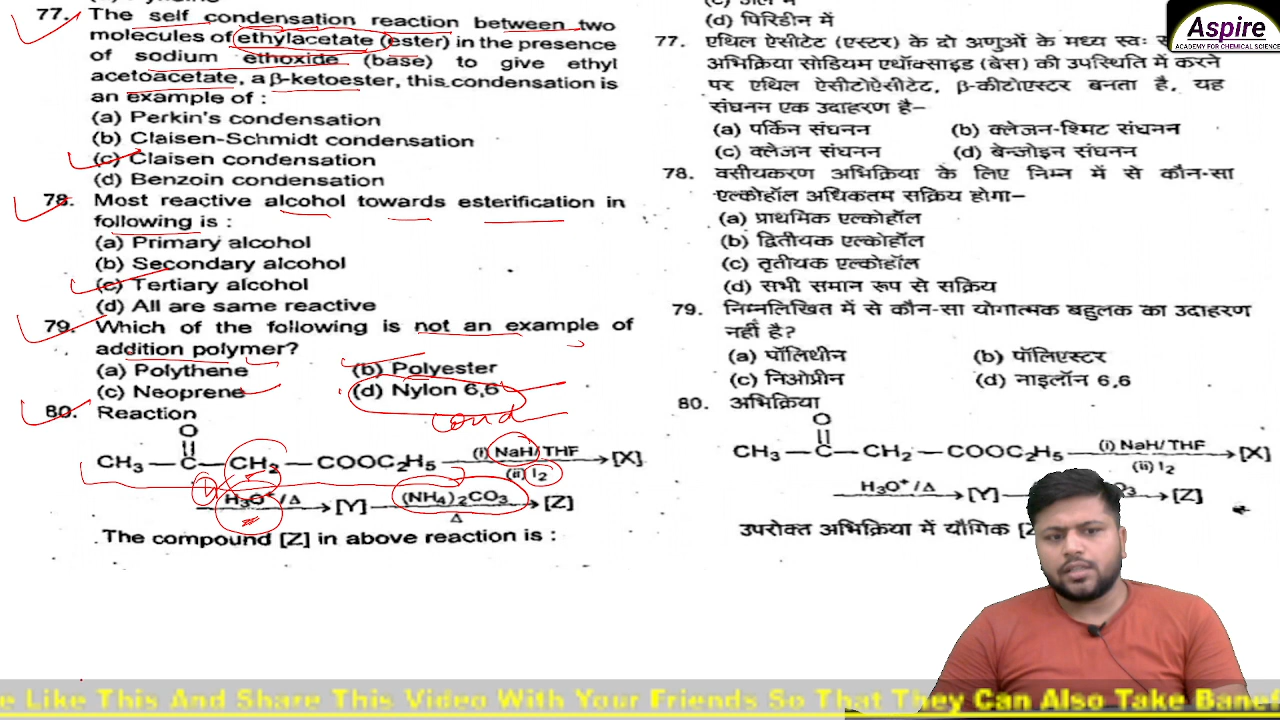 77. The self condensation reaction between two
molecules of ethylacetate (ester) in the presence
of sodium ethoxide (base) to give ethyl
acetoacetate, a β-ketoester, this condensation is
an example of :
(a) Perkin's condensation
(b) Claisen-Schmidt condensation
(c) Claisen condensation
(d) Benzoin condensation
78. Most reactive alcohol towards esterification in
following is :
(a) Primary alcohol
(b) Secondary alcohol
(c) Tertiary alcohol
(d) All are same reactive
79. Which of the following is not an example of
addition polymer?
(a) Polythene (b) Polyester
(c) Neoprene (d) Nylon 6,6
cond
80. Reaction
O
CH₃ — C — CH₂ — COOC₂H₅ (i) NaH/THF (ii) I₂ → [X]
H₃O⁺/Δ → [Y] (NH₄)₂CO₃ Δ → [Z]
The compound [Z] in above reaction is :
(d) पिरिडीन में
77. एथिल ऐसीटेट (एस्टर) के दो अणुओं के मध्य स्वः
अभिक्रिया सोडियम एथॉक्साइड (बेस) की उपस्थिति में करने
पर एथिल ऐसीटोऐसीटेट, β-कीटोएस्टर बनता है, यह
संघनन एक उदाहरण है–
(a) पर्किन संघनन (b) क्लेजन-श्मिट संघनन
(c) क्लेजन संघनन (d) बेन्जोइन संघनन
78. वसीयकरण अभिक्रिया के लिए निम्न में से कौन-सा
एल्कोहॉल अधिकतम सक्रिय होगा–
(a) प्राथमिक एल्कोहॉल
(b) द्वितीयक एल्कोहॉल
(c) तृतीयक एल्कोहॉल
(d) सभी समान रूप से सक्रिय
79. निम्नलिखित में से कौन-सा योगात्मक बहुलक का उदाहरण
नहीं है?
(a) पॉलिथीन (b) पॉलिएस्टर
(c) निओप्रीन (d) नाइलॉन 6,6
80. अभिक्रिया
O
CH₃ — C — CH₂ — COOC₂H₅ (i) NaH/THF (ii) I₂ → [X]
H₃O⁺/Δ → [Y] O₃ → [Z]
उपरोक्त अभिक्रिया में यौगिक [Z
Aspire
ACADEMY FOR CHEMICAL SCIENCE
e Like This And Share This Video With Your Friends So That They Can Also Take Banef